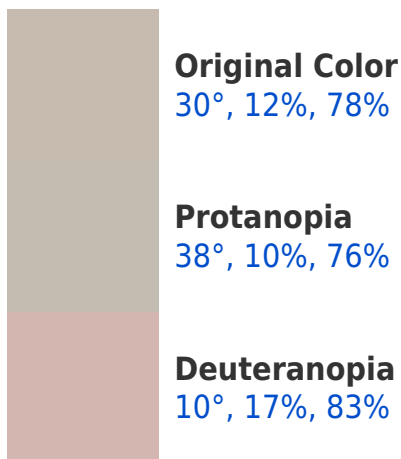 Original Color
30°, 12%, 78%
Protanopia
38°, 10%, 76%
Deuteranopia
10°, 17%, 83%